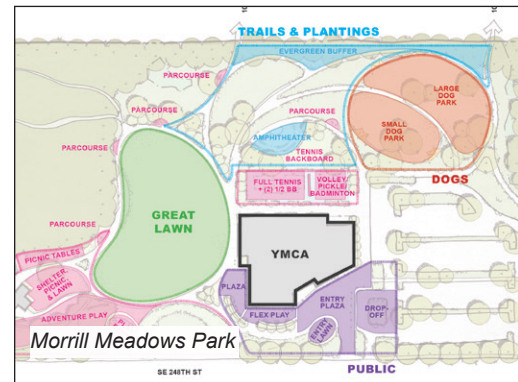 TRAILS & PLANTINGS
EVERGREEN BUFFER
PARCOURSE
LARGE
DOG
PARK
PARCOURSE
PARCOURSE
SMALL
DOG
PARK
AMPHITHEATER
PARCOURSE
TENNIS
BACKBOARD
DOGS
FULL TENNIS
+ (2) 1/2 BB
VOLLEY/
PICKLE/
BADMINTON
GREAT
LAWN
PARCOURSE
YMCA
PICNIC TABLES
SHELTER,
PICNIC,
& LAWN
PLAZA
ENTRY
PLAZA
DROP-
OFF
ADVENTURE PLAY
FLEX PLAY
ENTRY
LAWN
Morrill Meadows Park
PUBLIC
SE 248TH ST